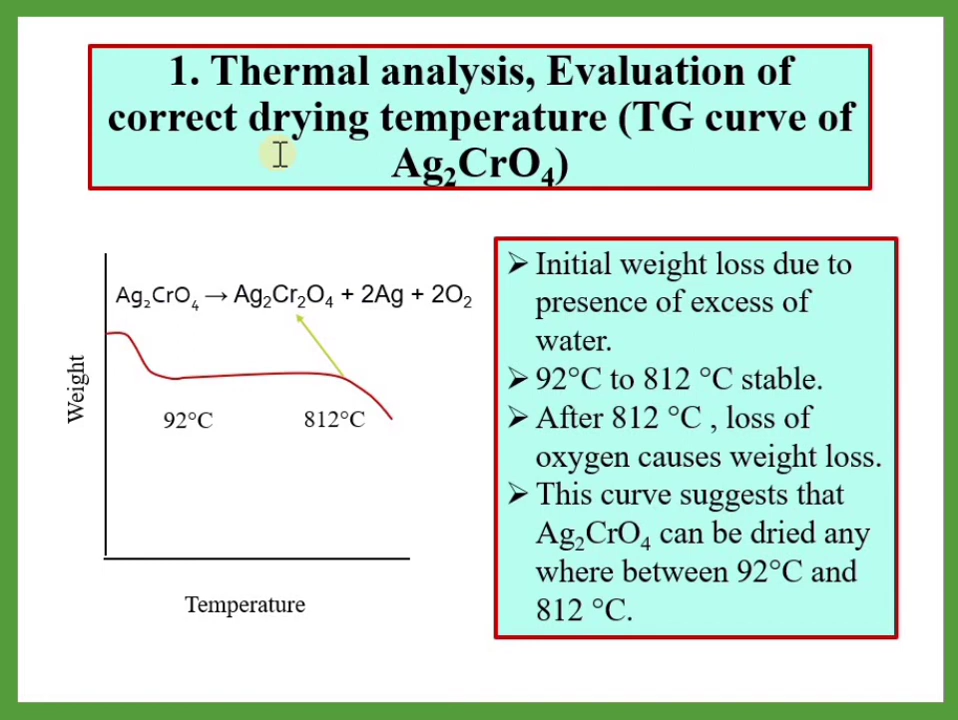 1. Thermal analysis, Evaluation of
correct drying temperature (TG curve of
Ag₂CrO₄)
Ag₂CrO₄ → Ag₂Cr₂O₄ + 2Ag + 2O₂
Weight
92°C
812°C
Temperature
➢ Initial weight loss due to
presence of excess of
water.
➢ 92°C to 812 °C stable.
➢ After 812 °C , loss of
oxygen causes weight loss.
➢ This curve suggests that
Ag₂CrO₄ can be dried any
where between 92°C and
812 °C.